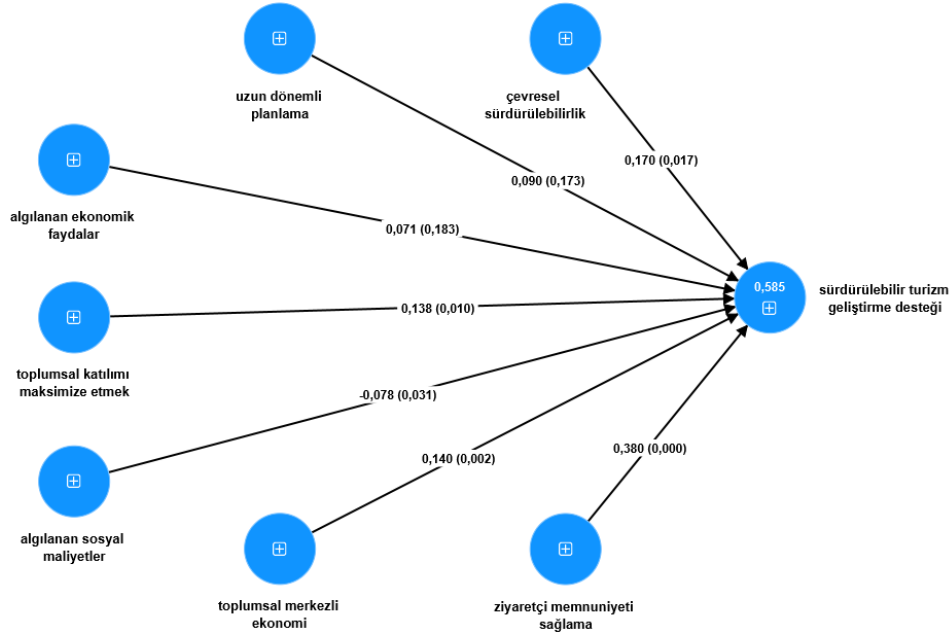 uzun dönemli
planlama
çevresel
sürdürülebilirlik
0,170 (0,017)
0,090 (0,173)
algılanan ekonomik
faydalar
0,071 (0,183)
0,585
sürdürülebilir turizm
geliştirme desteği
0,138 (0,010)
toplumsal katılımı
maksimize etmek
-0,078 (0,031)
0,140 (0,002)
0,380 (0,000)
algılanan sosyal
maliyetler
toplumsal merkezli
ekonomi
ziyaretçi memnuniyeti
sağlama